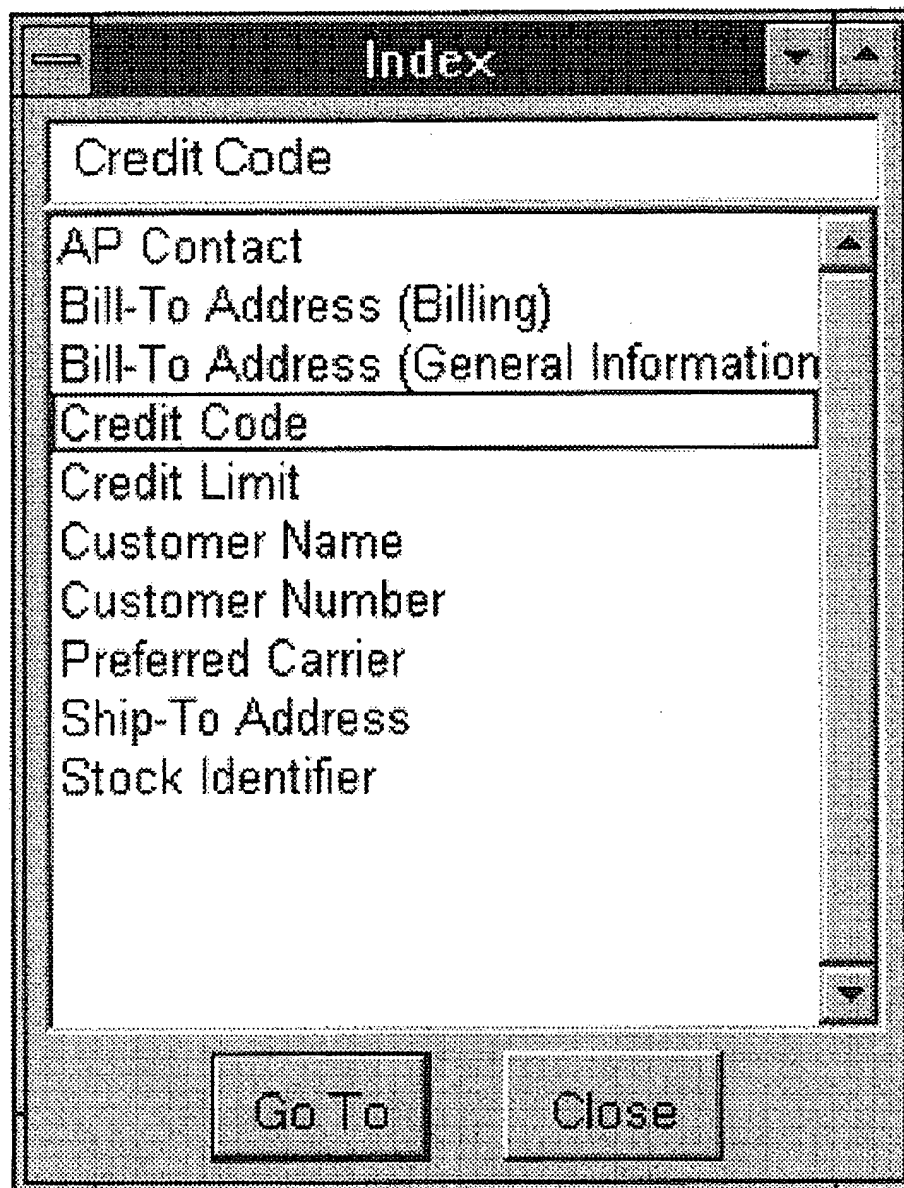 Index
Credit Code
AP Contact
Bill-To Address (Billing)
Bill-To Address (General Information
Credit Code
Credit Limit
Customer Name
Customer Number
Preferred Carrier
Ship-To Address
Stock Identifier
Go To
Close